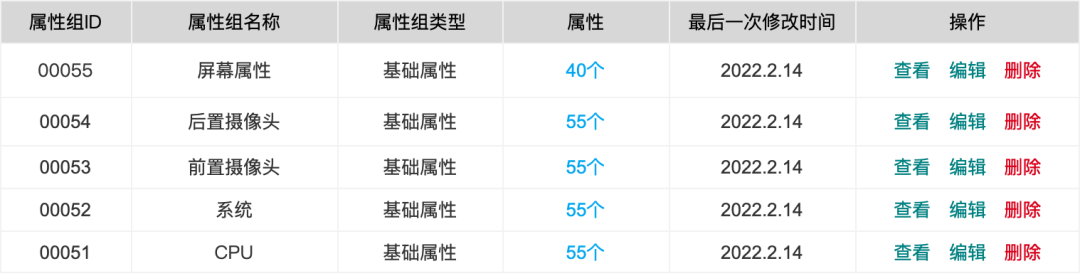 属性组ID 属性组名称 属性组类型 属性 最后一次修改时间 操作
00055 屏幕属性 基础属性 40个 2022.2.14 查看 编辑 删除
00054 后置摄像头 基础属性 55个 2022.2.14 查看 编辑 删除
00053 前置摄像头 基础属性 55个 2022.2.14 查看 编辑 删除
00052 系统 基础属性 55个 2022.2.14 查看 编辑 删除
00051 CPU 基础属性 55个 2022.2.14 查看 编辑 删除